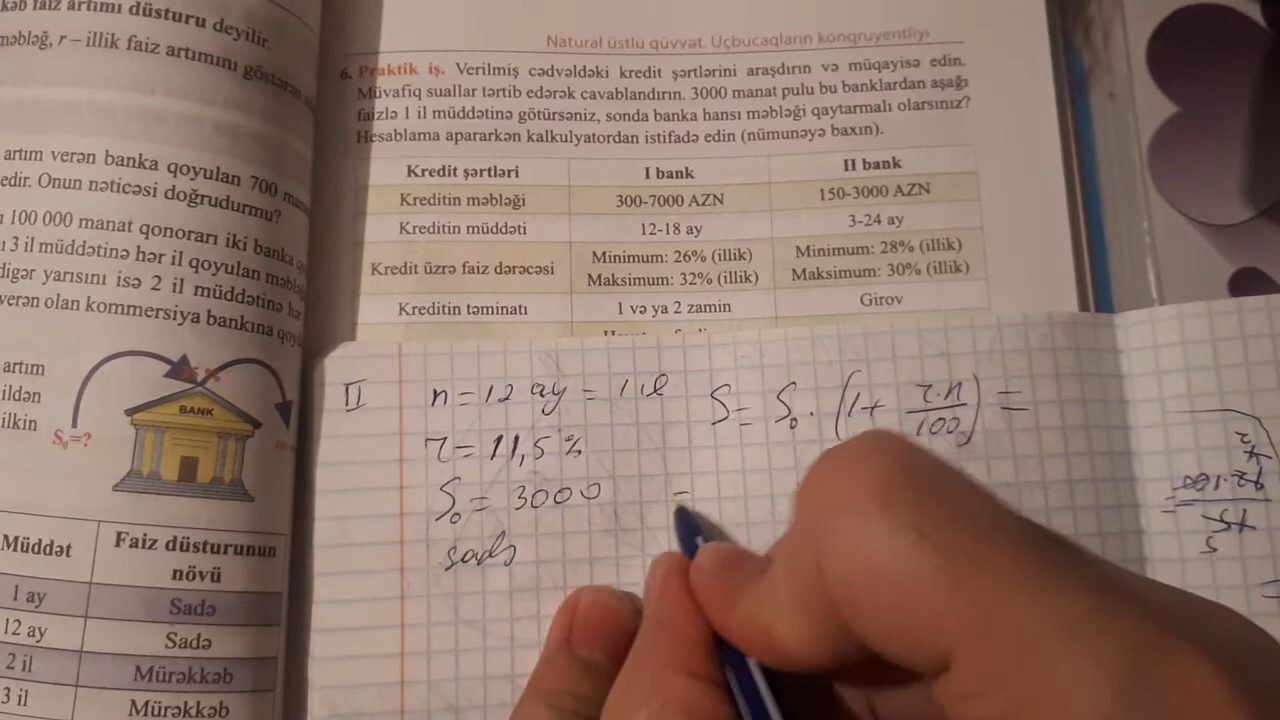 kəb faiz artımı düsturu deyilir.
məbləğ, r – illik faiz artımını göstərən
artım verən banka qoyulan 700
edir. Onun nəticəsi doğrudurmu?
100 000 manat qonorarı iki banka
3 il müddətinə hər il qoyulan
digər yarısını isə 2 il müddətinə hər
verən olan kommersiya bankına
artım
ildən
ilkin
S₀=?
BANK
Müddət Faiz düsturunun növü
1 ay Sadə
12 ay Sadə
2 il Mürəkkəb
3 il Mürəkkəb
Natural üstlü qüvvət. Üçbucaqların konqruyentliyi
6. Praktik iş. Verilmiş cədvəldəki kredit şərtlərini araşdırın və müqayisə edin.
Müvafiq suallar tərtib edərək cavablandırın. 3000 manat pulu bu banklardan aşağı
faizlə 1 il müddətinə götürsəniz, sonda banka hansı məbləği qaytarmalı olarsınız?
Hesablama apararkən kalkulyatordan istifadə edin (nümunəyə baxın).
Kredit şərtləri I bank II bank
Kreditin məbləği 300-7000 AZN 150-3000 AZN
Kreditin müddəti 12-18 ay 3-24 ay
Kredit üzrə faiz dərəcəsi Minimum: 26% (illik) Minimum: 28% (illik)
Maksimum: 32% (illik) Maksimum: 30% (illik)
Kreditin təminatı 1 və ya 2 zamin Girov
II n = 12 ay = 1 il S = S₀ · (1 + r·n/100) =
r = 11,5 %
S₀ = 3000 =
sadə